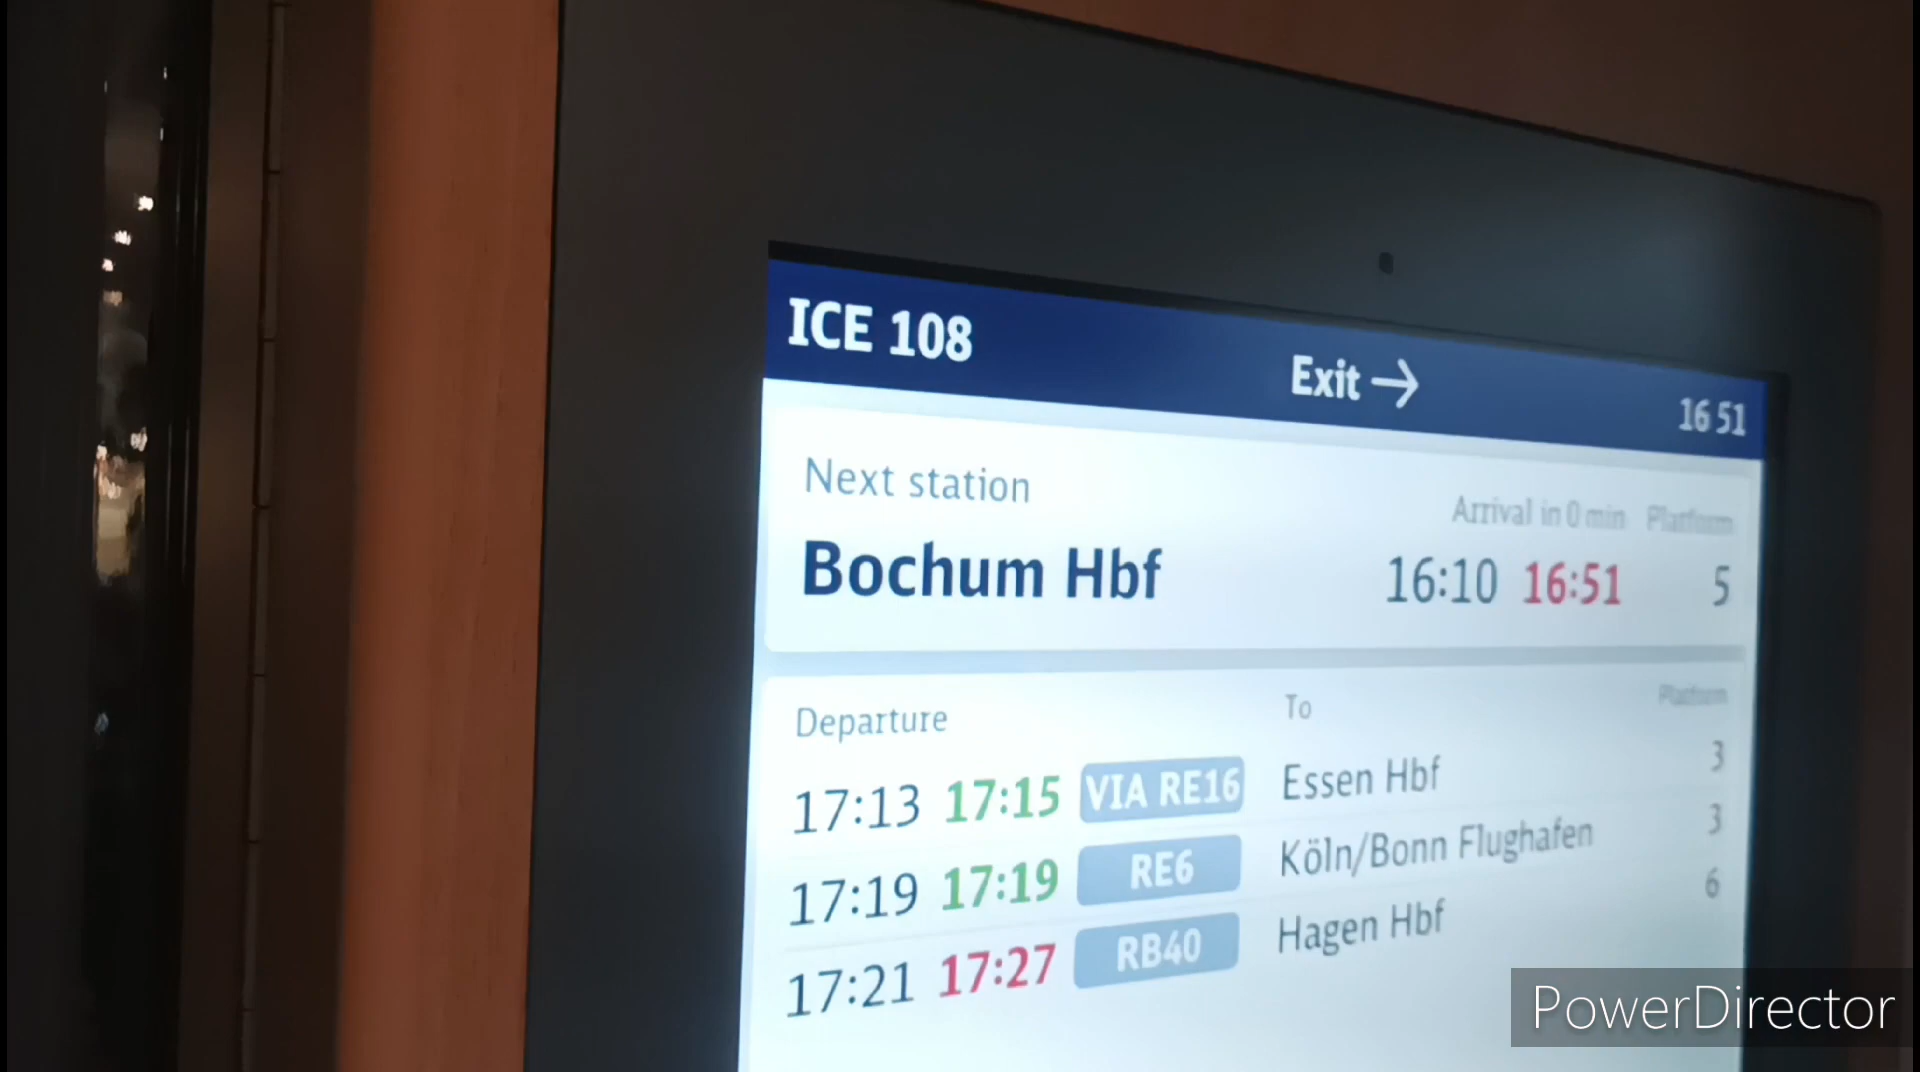 ICE 108 Exit → 16 51
Next station Arrival in 0 min Platform
Bochum Hbf 16:10 16:51 5
Departure To Platform
17:13 17:15 VIA RE16 Essen Hbf 3
17:19 17:19 RE6 Köln/Bonn Flughafen 3
17:21 17:27 RB40 Hagen Hbf 6
PowerDirector